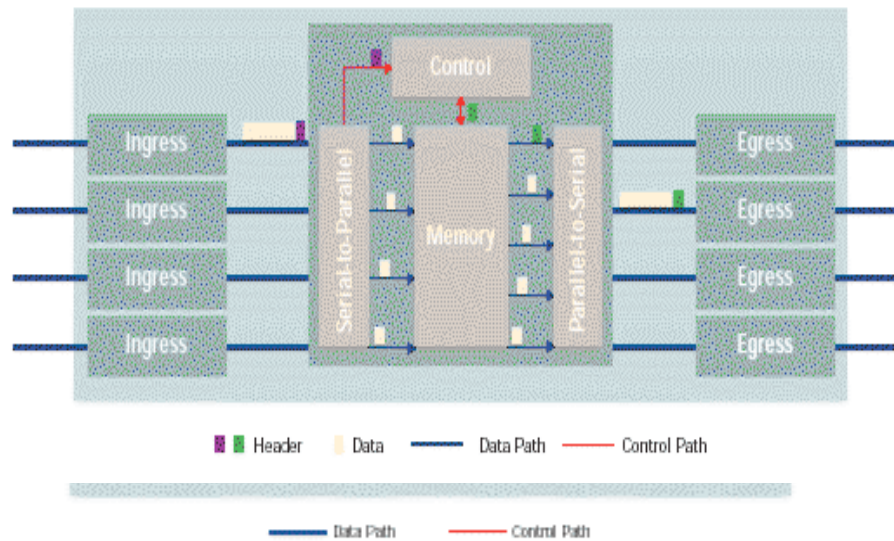 Control
Ingress
Ingress
Ingress
Ingress
Serial-to-Parallel
Memory
Parallel-to-Serial
Egress
Egress
Egress
Egress
Header Data Data Path Control Path
Data Path Control Path